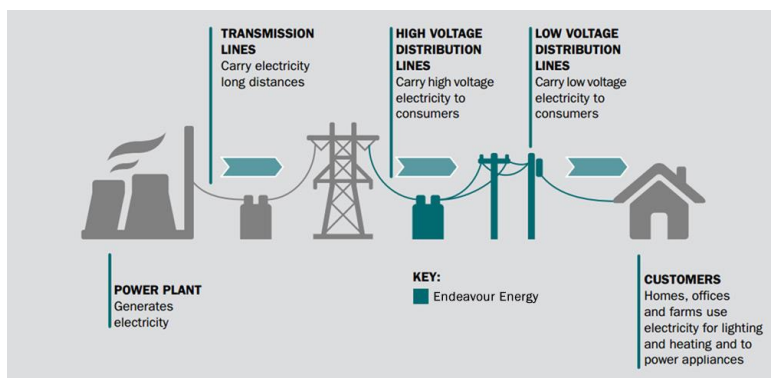 TRANSMISSION
LINES
Carry electricity
long distances
HIGH VOLTAGE
DISTRIBUTION
LINES
Carry high voltage
electricity to
consumers
LOW VOLTAGE
DISTRIBUTION
LINES
Carry low voltage
electricity to
consumers
POWER PLANT
Generates
electricity
KEY:
Endeavour Energy
CUSTOMERS
Homes, offices
and farms use
electricity for lighting
and heating and to
power appliances